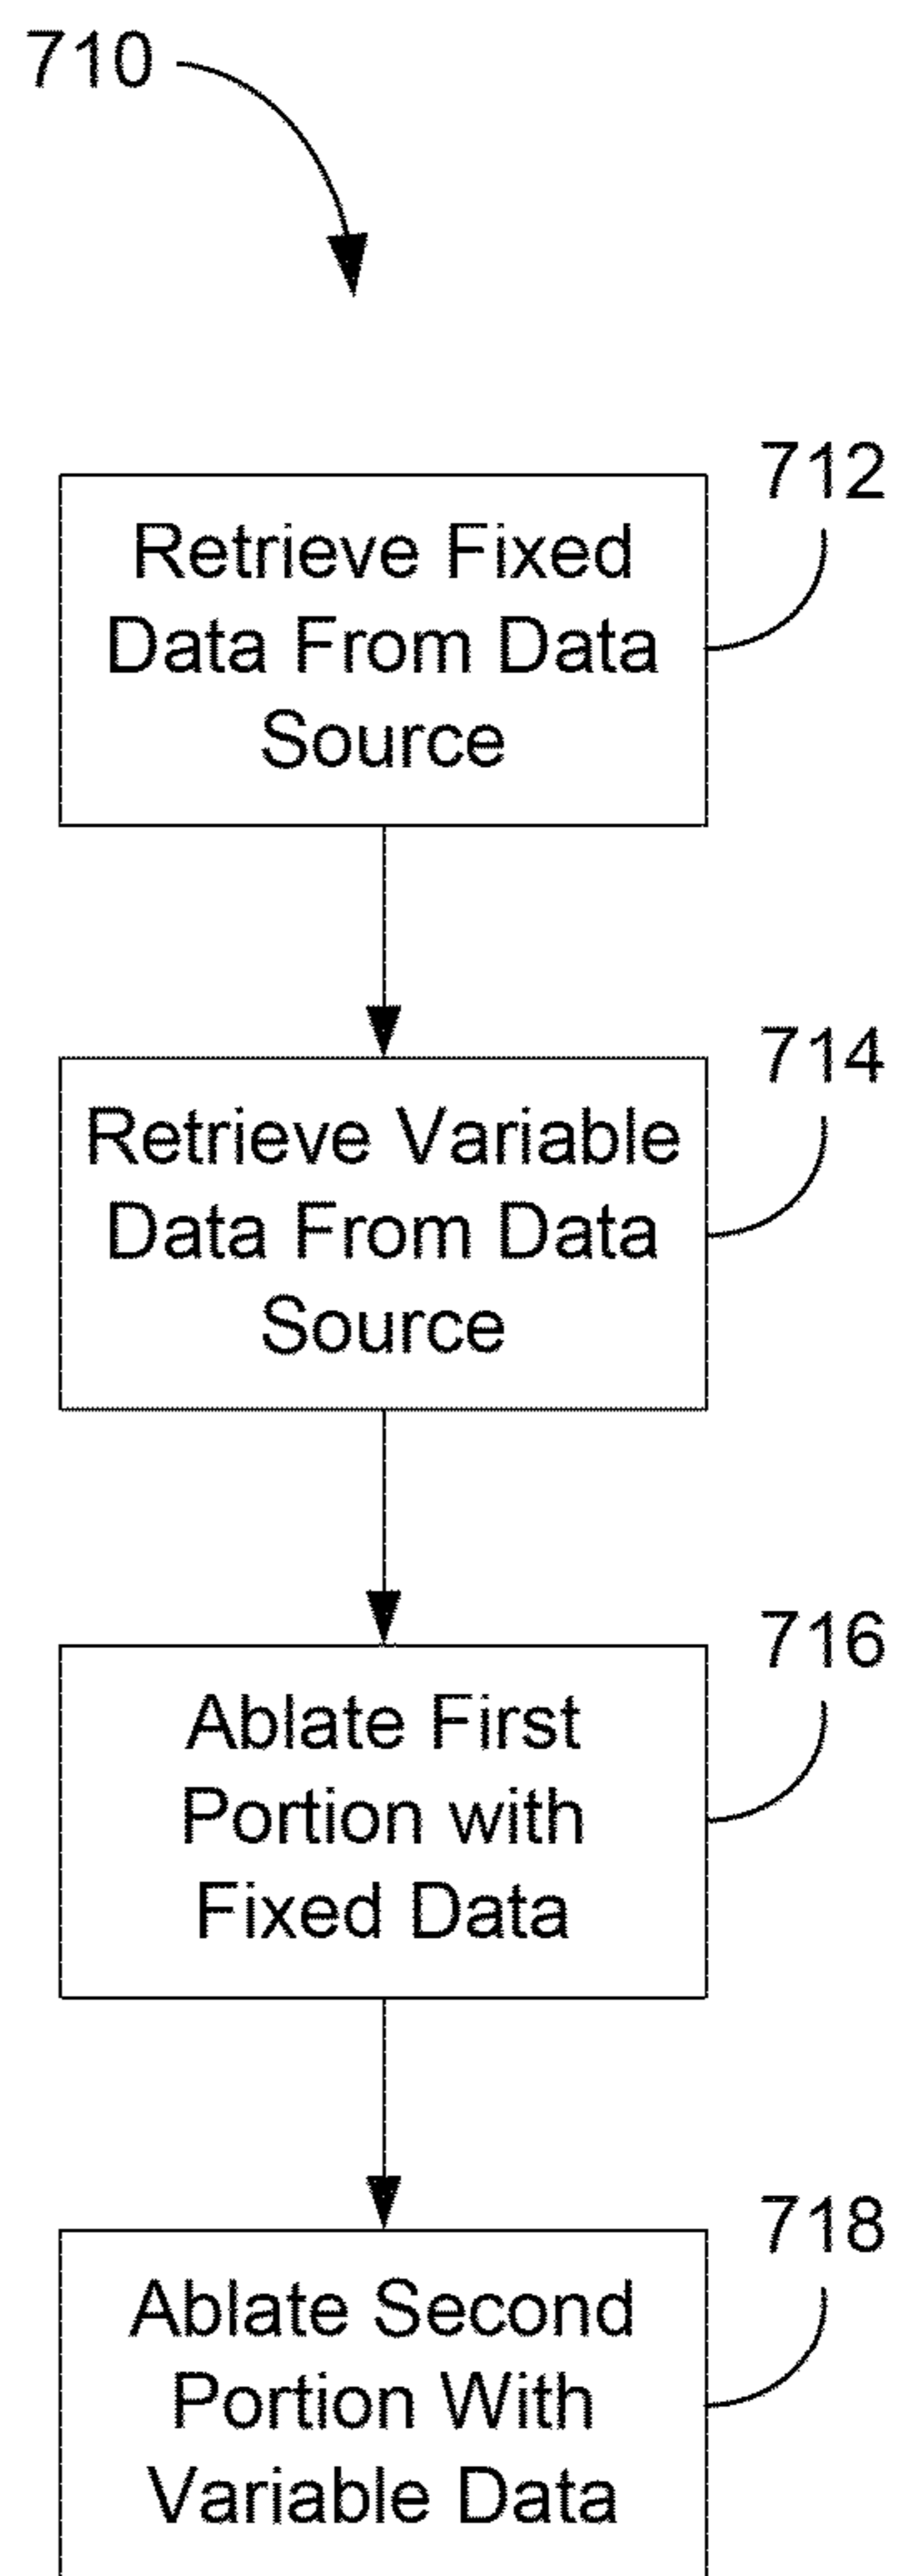 710
712
Retrieve Fixed
Data From Data
Source
714
Retrieve Variable
Data From Data
Source
716
Ablate First
Portion with
Fixed Data
718
Ablate Second
Portion With
Variable Data